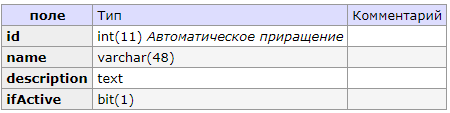 поле Тип Комментарий
id int(11) Автоматическое приращение
name varchar(48)
description text
ifActive bit(1)